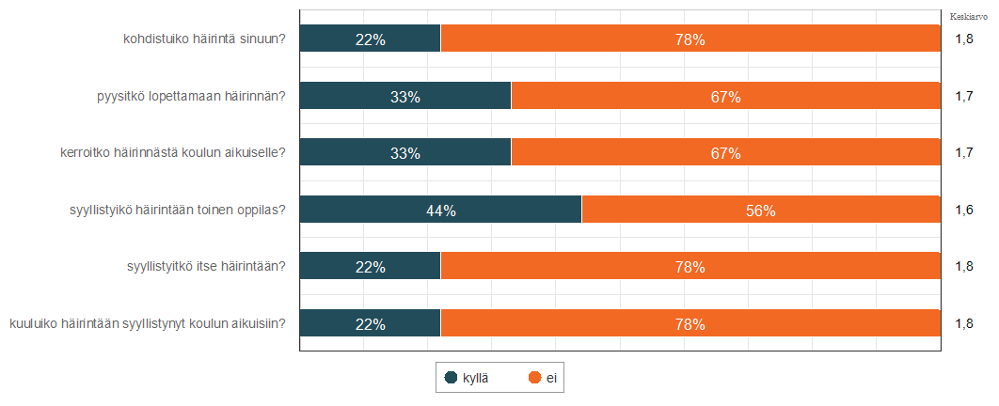 Keskiarvo
kohdistuiko häirintä sinuun? 22% 78% 1,8
pyysitkö lopettamaan häirinnän? 33% 67% 1,7
kerroitko häirinnästä koulun aikuiselle? 33% 67% 1,7
syyllistyikö häirintään toinen oppilas? 44% 56% 1,6
syyllistyitkö itse häirintään? 22% 78% 1,8
kuuluiko häirintään syyllistynyt koulun aikuisiin? 22% 78% 1,8
kyllä ei